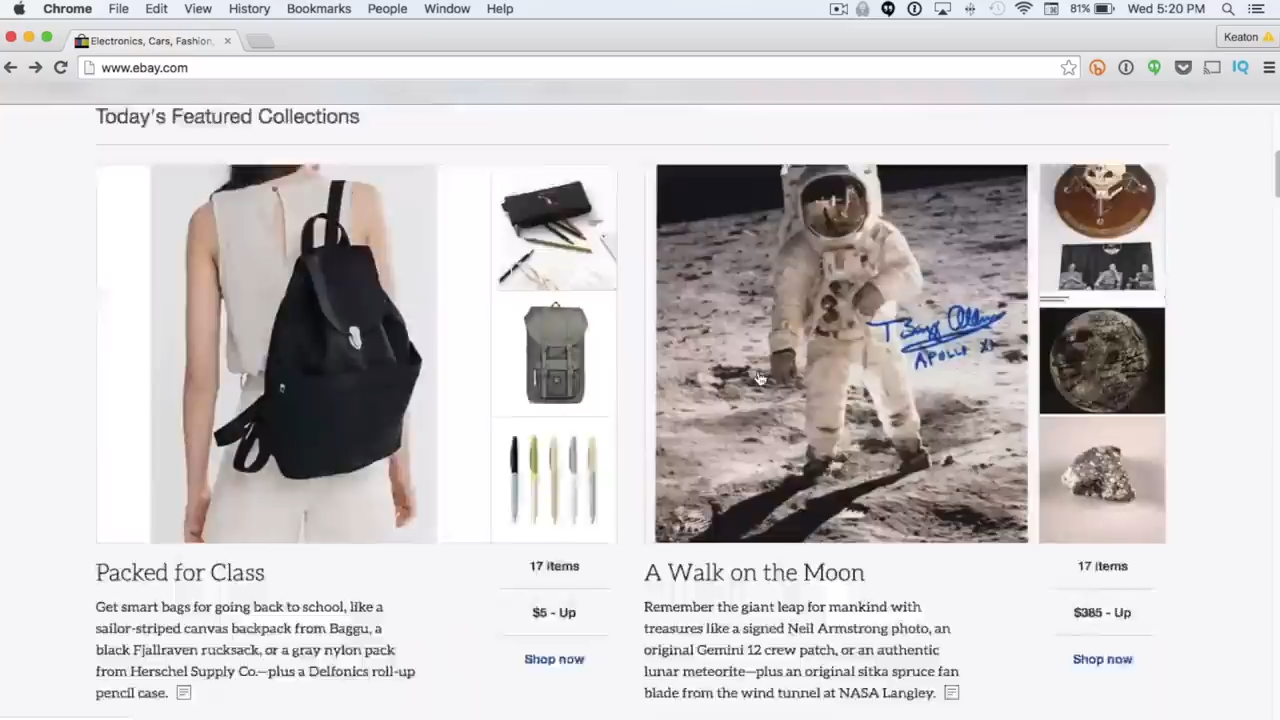 Chrome File Edit View History Bookmarks People Window Help 81% Wed 5:20 PM
Electronics, Cars, Fashion, Keaton
www.ebay.com
Today's Featured Collections
Buzz Aldrin
APOLLO XI
Packed for Class
17 items
Get smart bags for going back to school, like a
sailor-striped canvas backpack from Baggu, a
black Fjallraven rucksack, or a gray nylon pack
from Herschel Supply Co.—plus a Delfonics roll-up
pencil case.
$5 - Up
Shop now
A Walk on the Moon
17 items
Remember the giant leap for mankind with
treasures like a signed Neil Armstrong photo, an
original Gemini 12 crew patch, or an authentic
lunar meteorite—plus an original sitka spruce fan
blade from the wind tunnel at NASA Langley.
$385 - Up
Shop now